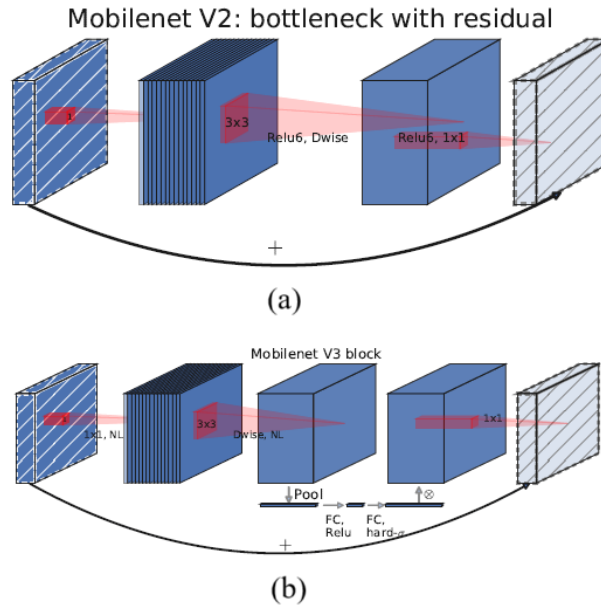 Mobilenet V2: bottleneck with residual
1
3x3
Relu6, Dwise
Relu6, 1x1
+
(a)
Mobilenet V3 block
1x1, NL
3x3
Dwise, NL
1x1
Pool
⊗
FC,
Relu
FC,
hard-σ
+
(b)